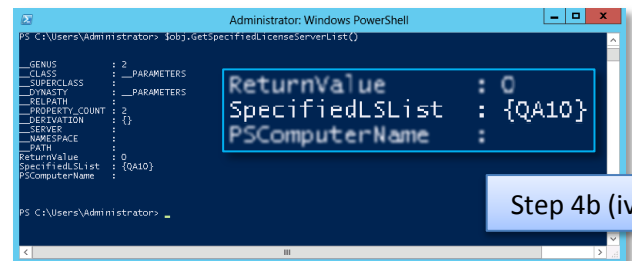 Administrator: Windows PowerShell
PS C:\Users\Administrator> $obj.GetSpecifiedLicenseServerList()
__GENUS : 2
__CLASS : __PARAMETERS
__SUPERCLASS :
__DYNASTY : __PARAMETERS
__RELPATH :
__PROPERTY_COUNT : 2
__DERIVATION : {}
__SERVER :
__NAMESPACE :
__PATH :
ReturnValue : 0
SpecifiedLSList : {QA10}
PSComputerName :
ReturnValue : 0
SpecifiedLSList : {QA10}
PSComputerName :
PS C:\Users\Administrator> _
Step 4b (iv